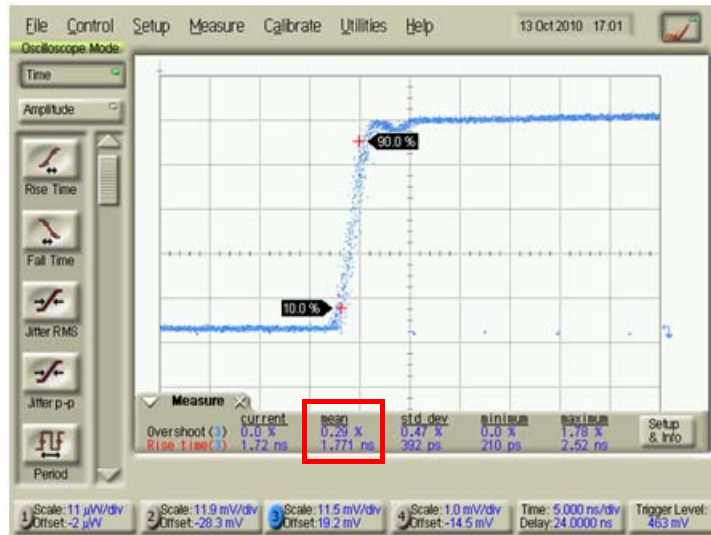 File Control Setup Measure Calibrate Utilities Help 13 Oct 2010 17:01
Oscilloscope Mode
Time
Amplitude
Rise Time
Fall Time
Jitter RMS
Jitter p-p
Period
90.0 %
10.0 %
Measure
current mean std dev minimum maximum
Overshoot(3) 0.0 % 0.29 % 0.47 % 0.0 % 1.78 %
Rise time(3) 1.72 ns 1.771 ns 392 ps 210 ps 2.52 ns
Setup
& Info
1 Scale:11 µW/div
Offset:-2 µW
2 Scale:11.9 mV/div
Offset:-28.3 mV
3 Scale:11.5 mV/div
Offset:19.2 mV
4 Scale:1.0 mV/div
Offset:-14.5 mV
Time: 5.000 ns/div
Delay:24.0000 ns
Trigger Level:
463 mV